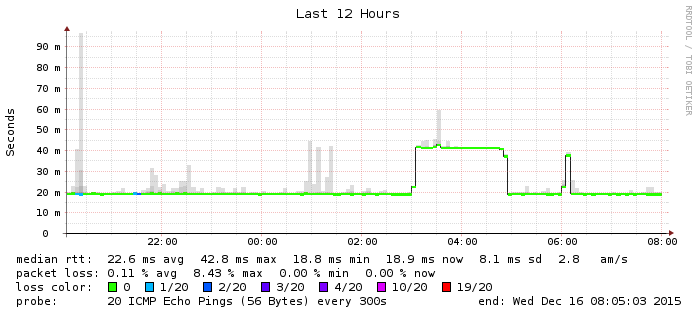 Last 12 Hours
RRDTOOL / TOBI OETIKER
Seconds
90 m
80 m
70 m
60 m
50 m
40 m
30 m
20 m
10 m
0
22:00 00:00 02:00 04:00 06:00 08:00
median rtt: 22.6 ms avg 42.8 ms max 18.8 ms min 18.9 ms now 8.1 ms sd 2.8 am/s
packet loss: 0.11 % avg 8.43 % max 0.00 % min 0.00 % now
loss color: 0 1/20 2/20 3/20 4/20 10/20 19/20
probe: 20 ICMP Echo Pings (56 Bytes) every 300s end: Wed Dec 16 08:05:03 2015